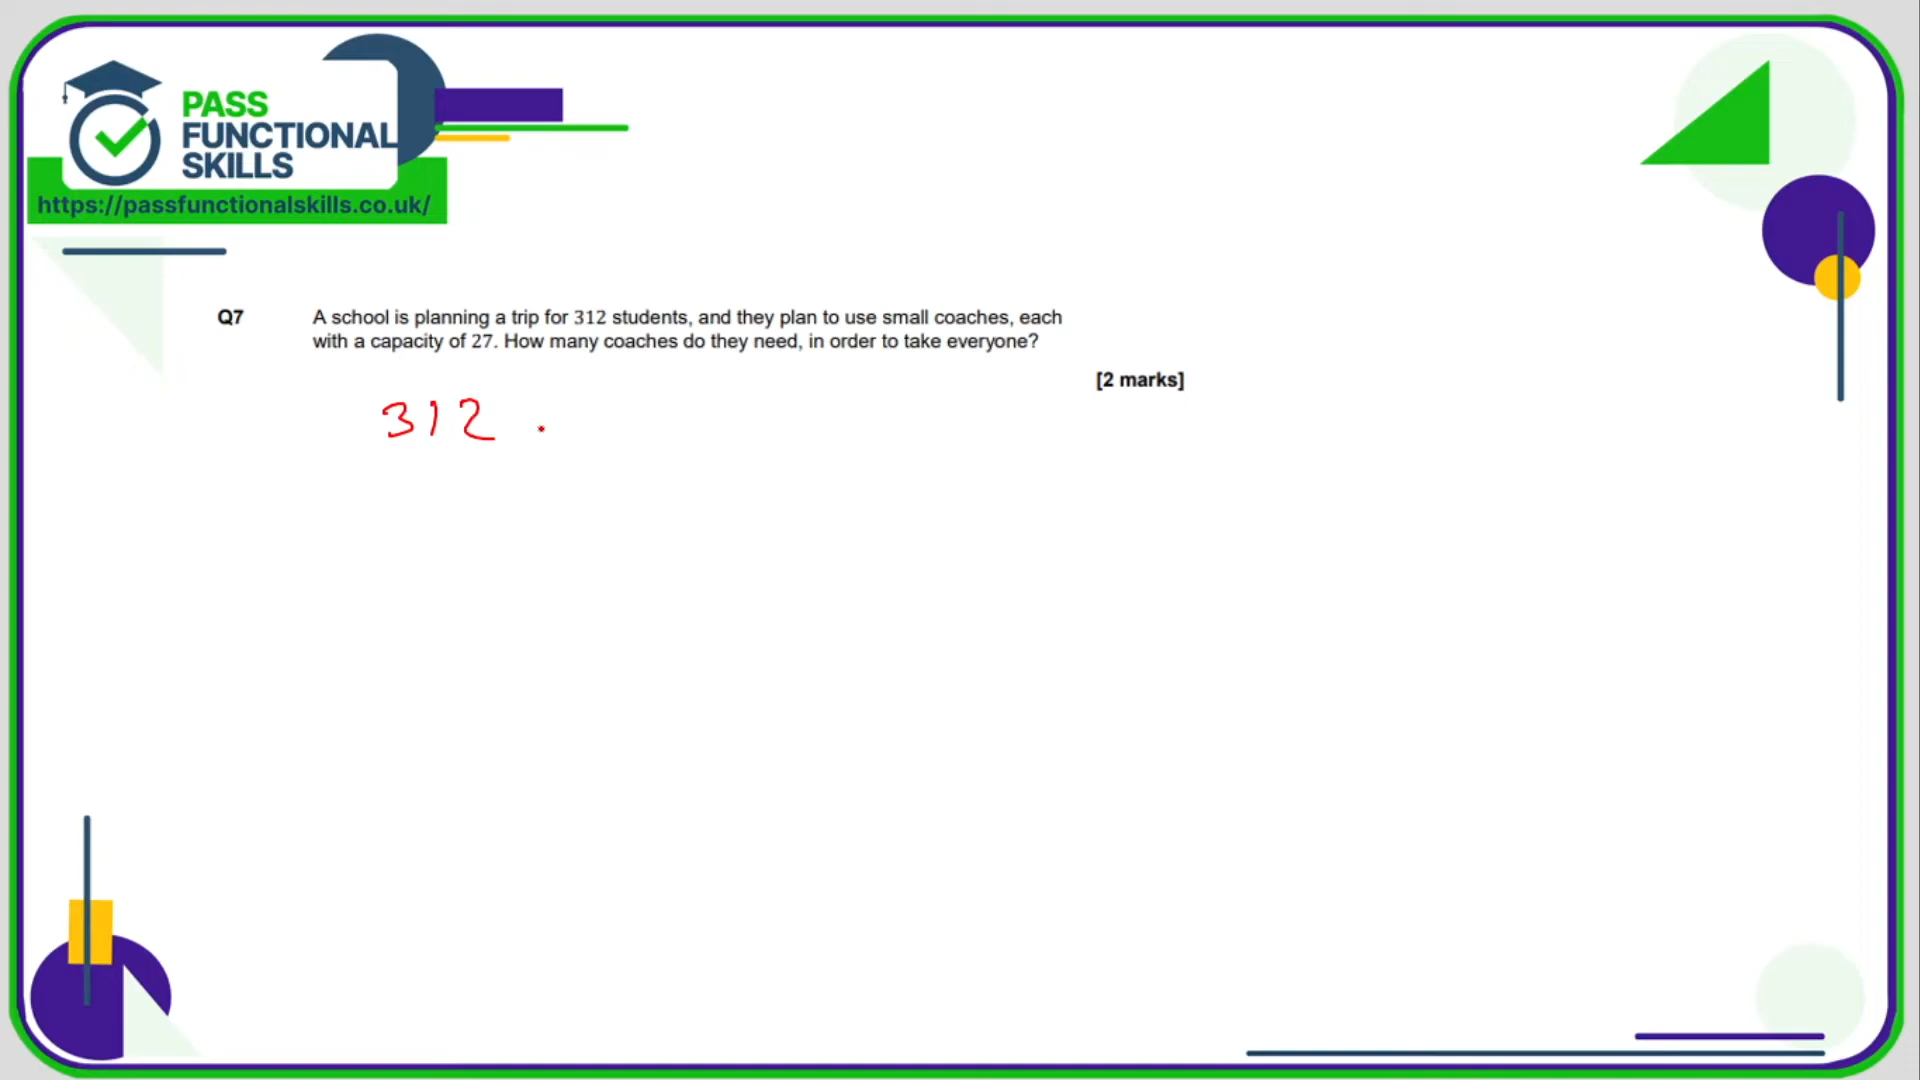 PASS
FUNCTIONAL
SKILLS
https://passfunctionalskills.co.uk/
Q7 A school is planning a trip for 312 students, and they plan to use small coaches, each
with a capacity of 27. How many coaches do they need, in order to take everyone?
[2 marks]
312 .